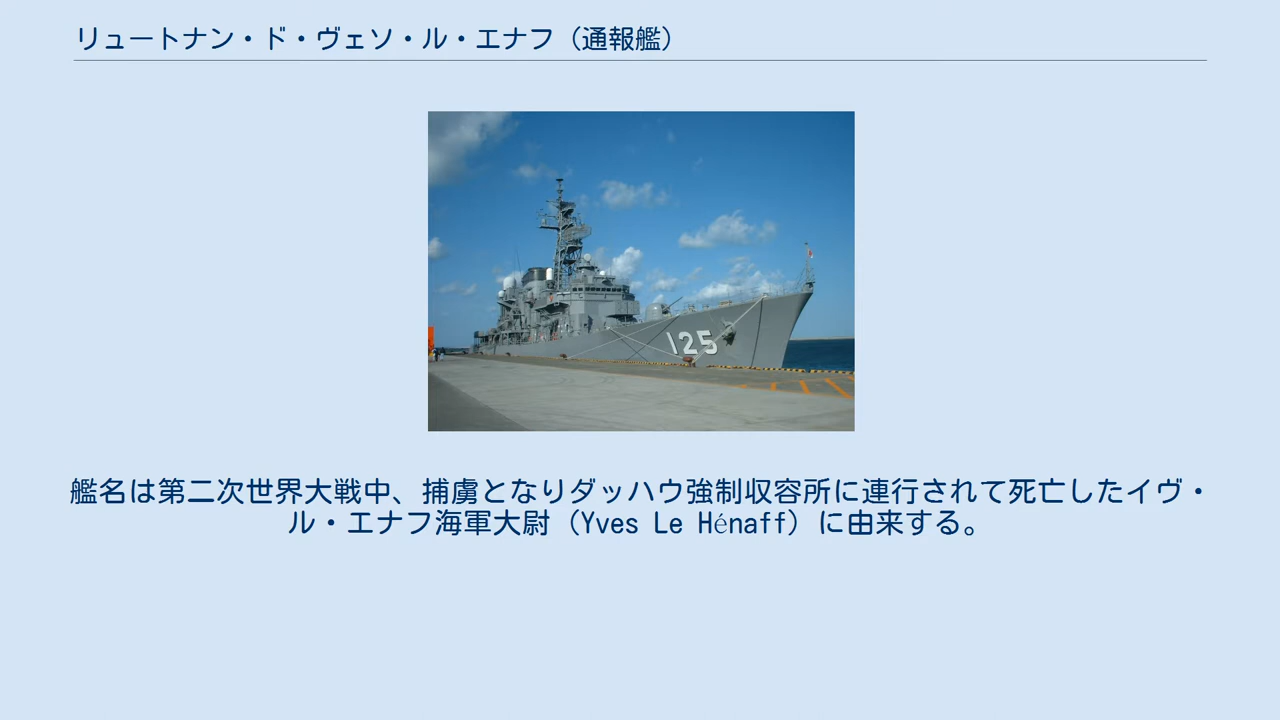 リュートナン・ド・ヴェソ・ル・エナフ（通報艦）
125
艦名は第二次世界大戦中、捕虜となりダッハウ強制収容所に連行されて死亡したイヴ・
ル・エナフ海軍大尉（Yves Le Hénaff）に由来する。